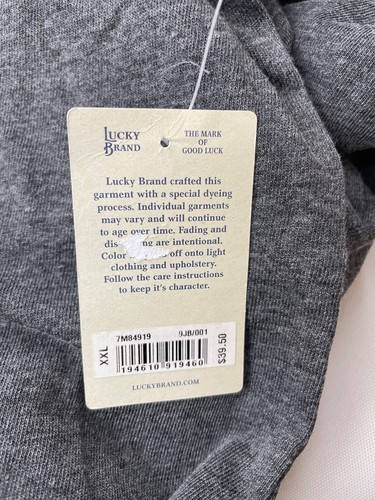 LUCKY BRAND
THE MARK
OF
GOOD LUCK
Lucky Brand crafted this
garment with a special dyeing
process. Individual garments
may vary and will continue
to age over time. Fading and
dis ng are intentional.
Color off onto light
clothing and upholstery.
Follow the care instructions
to keep it's character.
XXL
7M84919 9JB/001
194610 919460
$39.50
LUCKYBRAND.COM